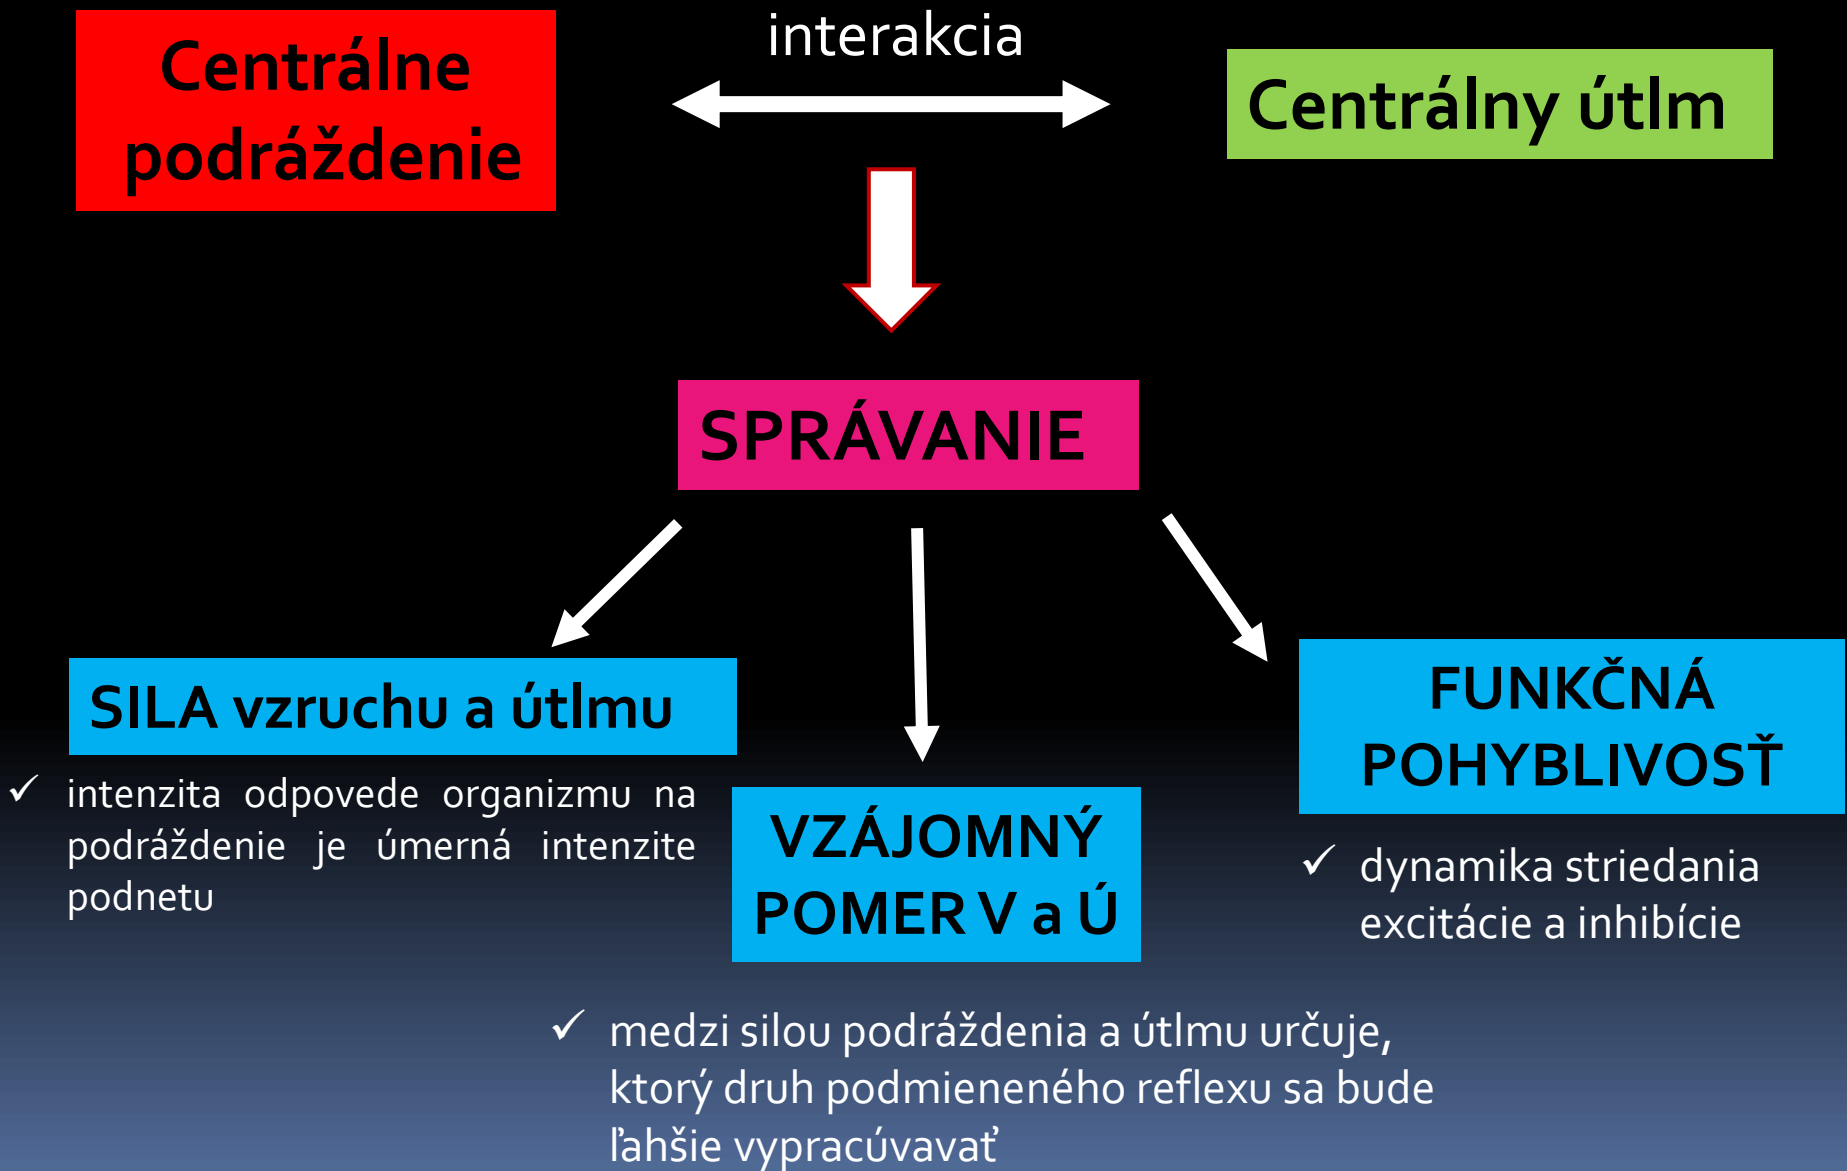 interakcia
Centrálne
podráždenie
Centrálny útlm
SPRÁVANIE
SILA vzruchu a útlmu
✓ intenzita odpovede organizmu na
podráždenie je úmerná intenzite
podnetu
VZÁJOMNÝ
POMER V a Ú
✓ medzi silou podráždenia a útlmu určuje,
ktorý druh podmieneného reflexu sa bude
ľahšie vypracúvavať
FUNKČNÁ
POHYBLIVOSŤ
✓ dynamika striedania
excitácie a inhibície